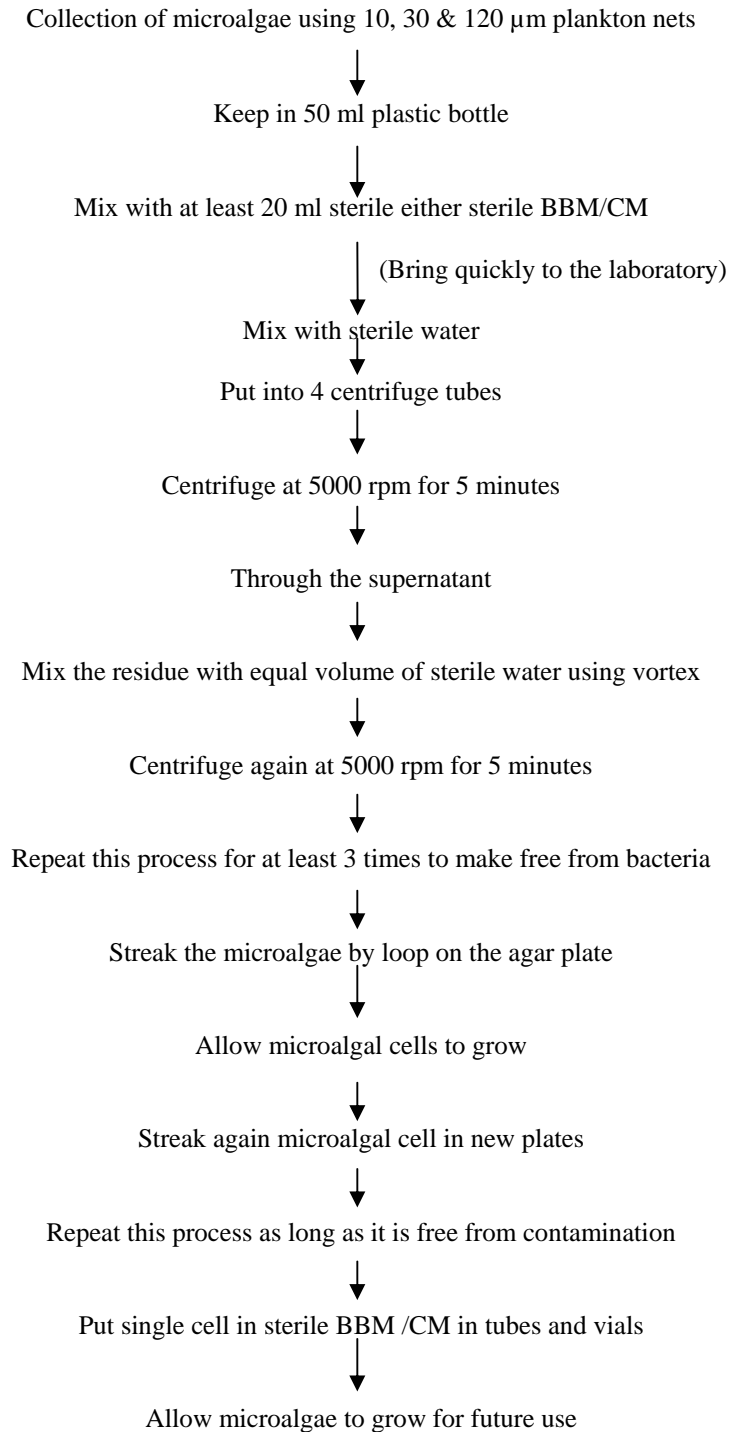 Collection of microalgae using 10, 30 & 120 µm plankton nets
Keep in 50 ml plastic bottle
Mix with at least 20 ml sterile either sterile BBM/CM
(Bring quickly to the laboratory)
Mix with sterile water
Put into 4 centrifuge tubes
Centrifuge at 5000 rpm for 5 minutes
Through the supernatant
Mix the residue with equal volume of sterile water using vortex
Centrifuge again at 5000 rpm for 5 minutes
Repeat this process for at least 3 times to make free from bacteria
Streak the microalgae by loop on the agar plate
Allow microalgal cells to grow
Streak again microalgal cell in new plates
Repeat this process as long as it is free from contamination
Put single cell in sterile BBM /CM in tubes and vials
Allow microalgae to grow for future use